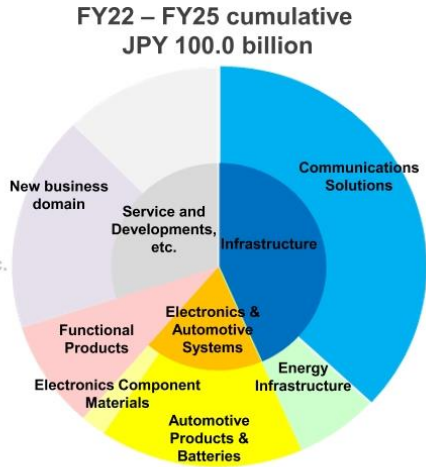 FY22 – FY25 cumulative
JPY 100.0 billion
Communications
Solutions
New business
domain
Service and
Developments,
etc.
Infrastructure
c.
Electronics &
Automotive
Systems
Functional
Products
Energy
Infrastructure
Electronics Component
Materials
Automotive
Products &
Batteries